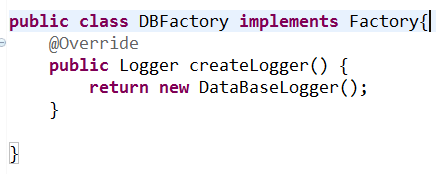 public class DBFactory implements Factory{
    @Override
    public Logger createLogger() {
        return new DataBaseLogger();
    }
}